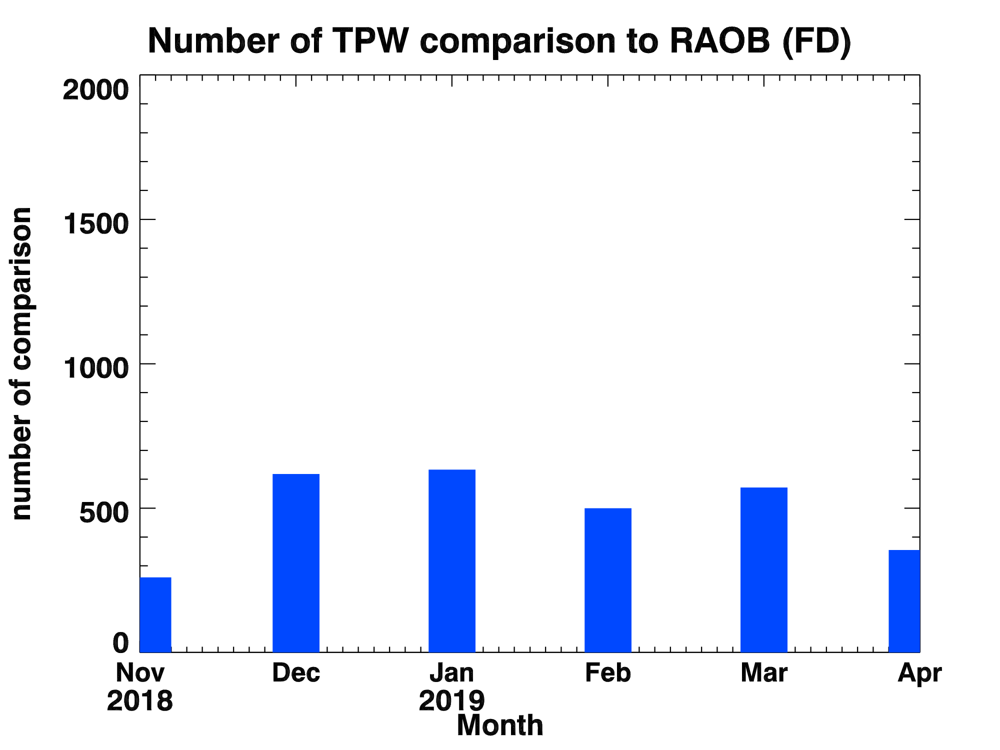 Number of TPW comparison to RAOB (FD)
2000
1500
1000
500
0
number of comparison
Nov Dec Jan Feb Mar Apr
2018 2019
Month